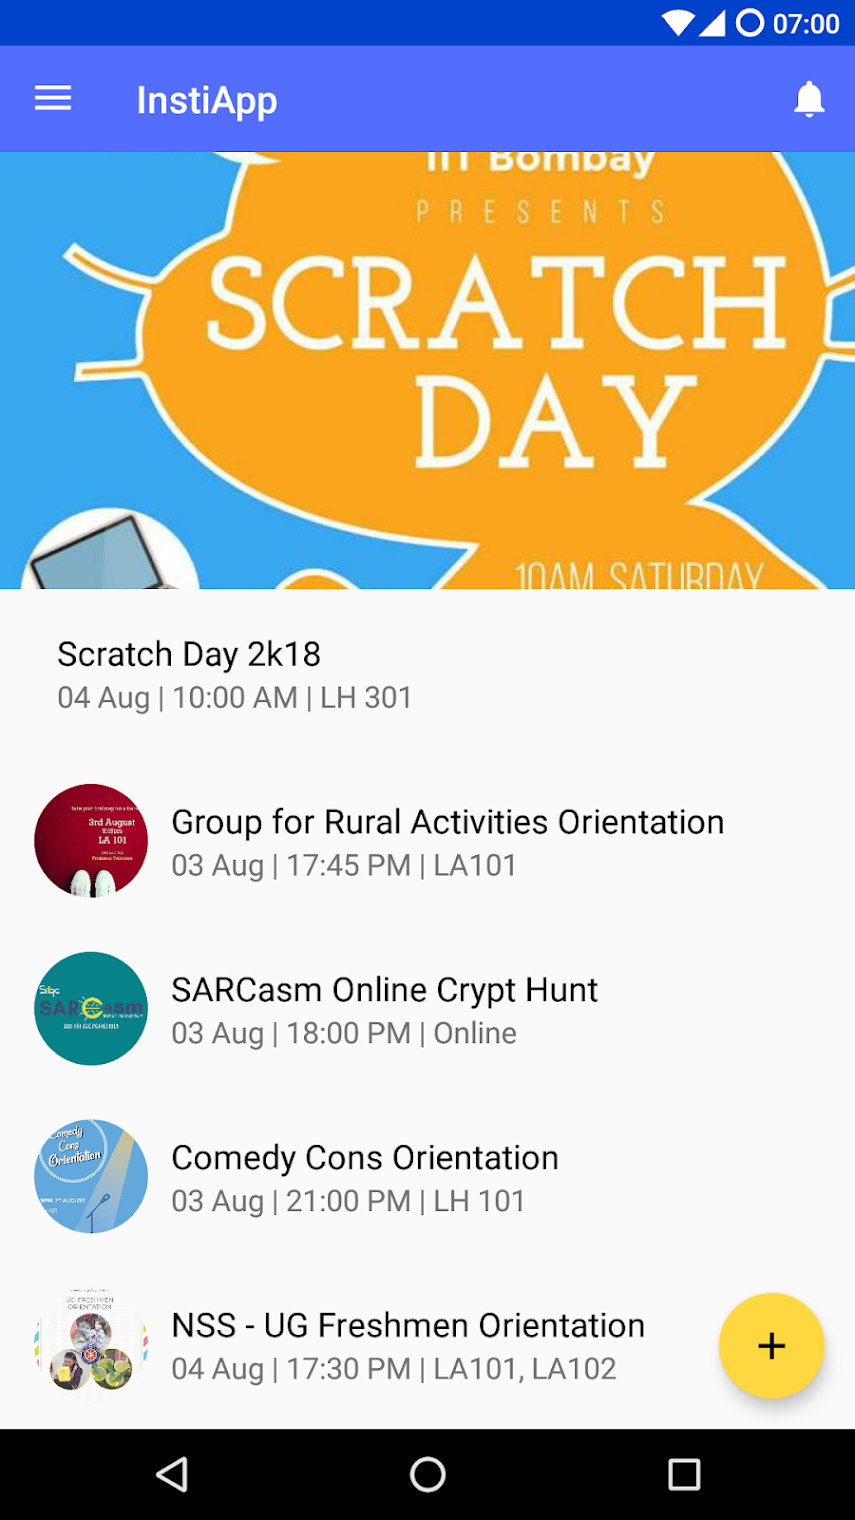 07:00
InstiApp
IIT Bombay
PRESENTS
SCRATCH
DAY
10AM SATURDAY
Scratch Day 2k18
04 Aug | 10:00 AM | LH 301
3rd August
LA 101
Group for Rural Activities Orientation
03 Aug | 17:45 PM | LA101
SARCasm
SARCasm Online Crypt Hunt
03 Aug | 18:00 PM | Online
Comedy
Cons
Orientation
3RD AUGUST
Comedy Cons Orientation
03 Aug | 21:00 PM | LH 101
UG-FRESHMEN
ORIENTATION
NSS - UG Freshmen Orientation
04 Aug | 17:30 PM | LA101, LA102
+